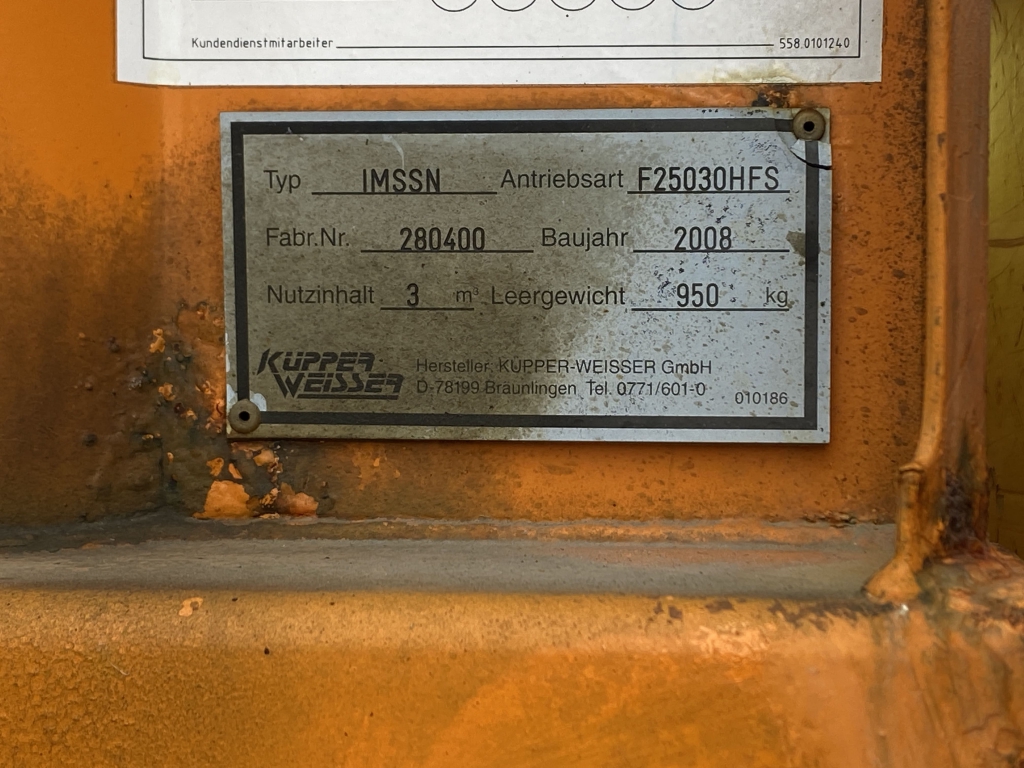 Kundendienstmitarbeiter 558.0101240
Typ IMSSN Antriebsart F25030HFS
Fabr.Nr. 280400 Baujahr 2008
Nutzinhalt 3 m³ Leergewicht 950 kg
KÜPPER
WEISSER
Hersteller KÜPPER-WEISSER GmbH
D-78199 Bräunlingen Tel. 0771/601-0
010186